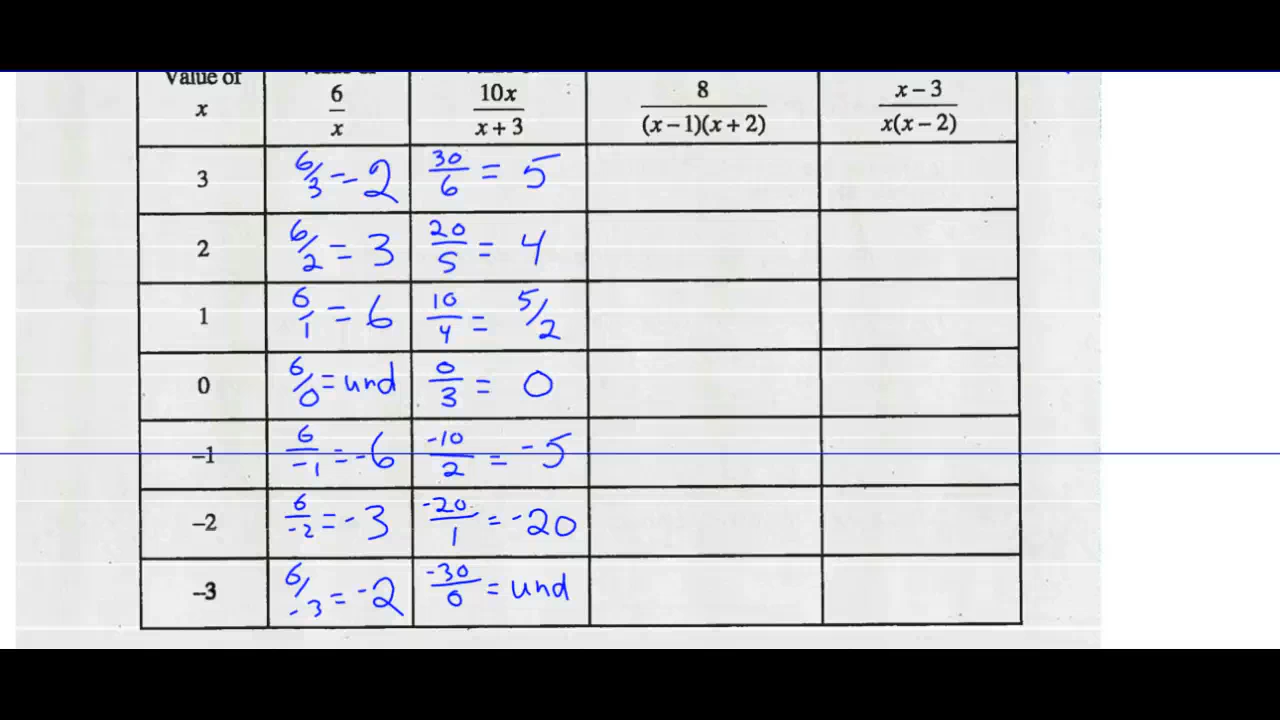 Value of x 6/x 10x/(x + 3) 8/((x – 1)(x + 2)) (x – 3)/(x(x – 2))
3 6/3 = 2 30/6 = 5
2 6/2 = 3 20/5 = 4
1 6/1 = 6 10/4 = 5/2
0 6/0 = und 0/3 = 0
–1 6/-1 = -6 -10/2 = -5
–2 6/-2 = -3 -20/1 = -20
–3 6/-3 = -2 -30/0 = und